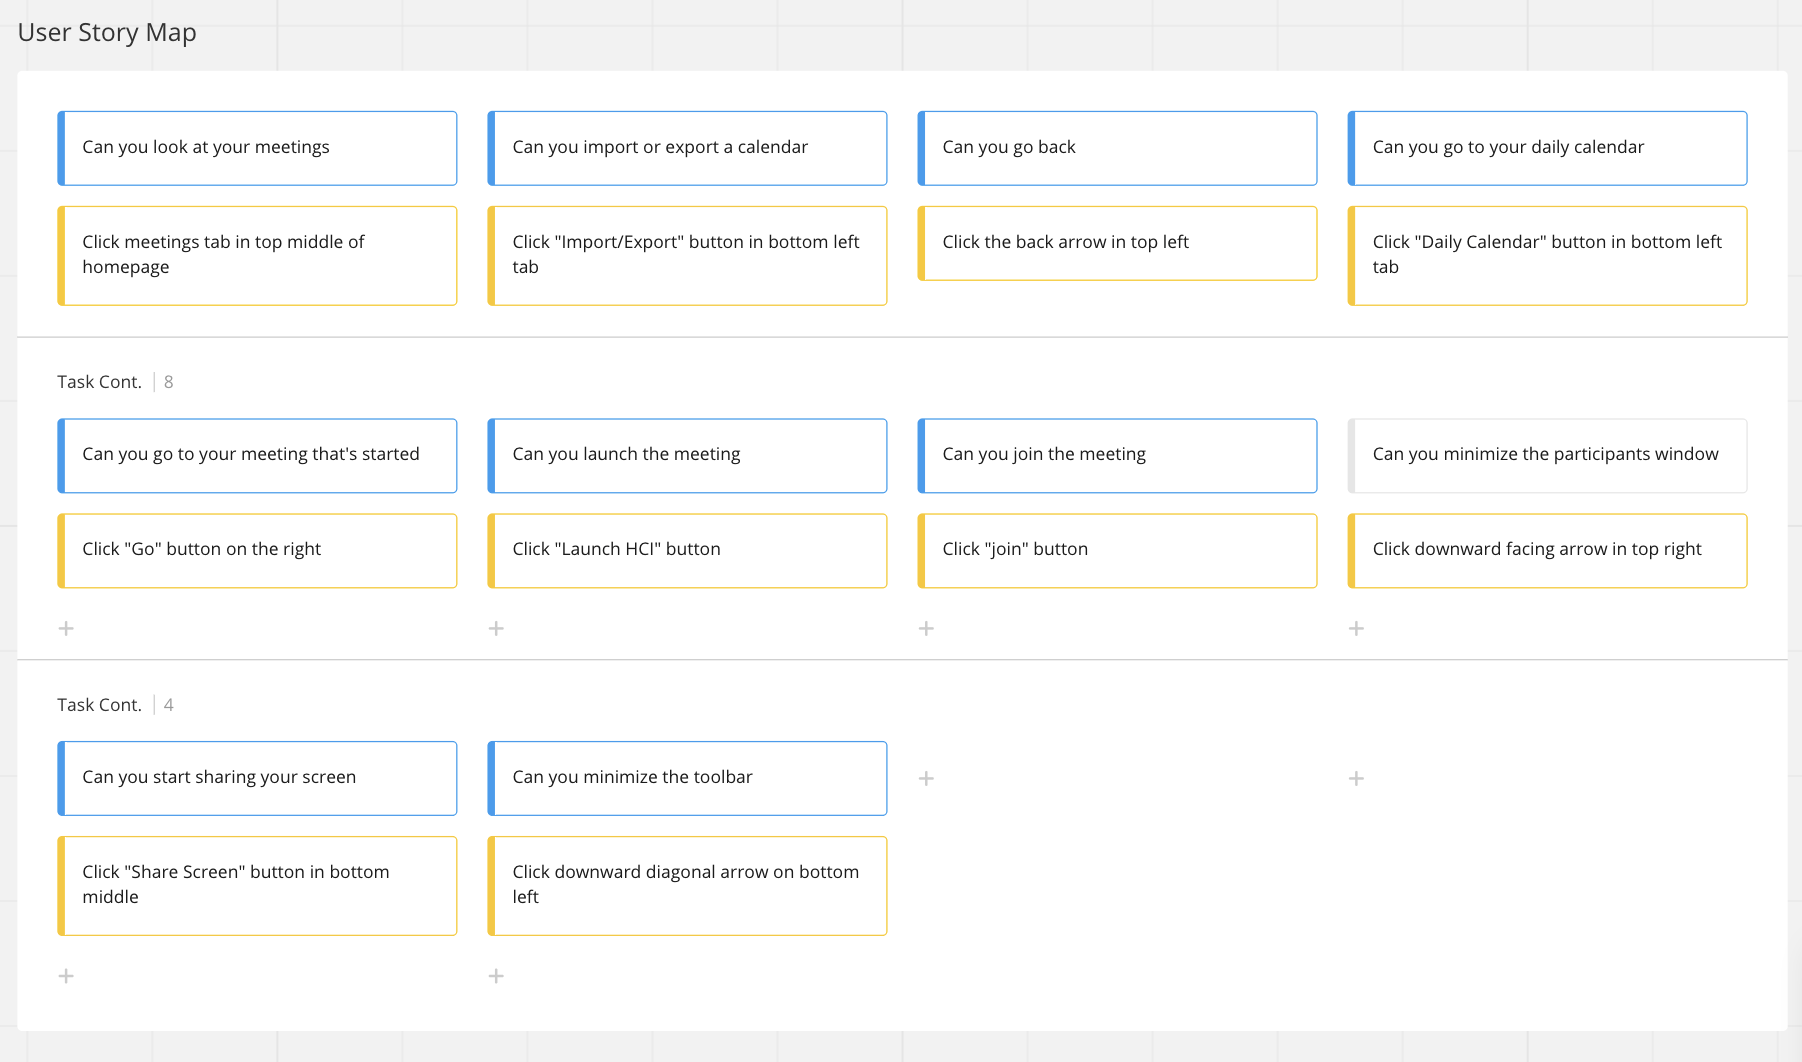 User Story Map
Can you look at your meetings
Can you import or export a calendar
Can you go back
Can you go to your daily calendar
Click meetings tab in top middle of
homepage
Click "Import/Export" button in bottom left
tab
Click the back arrow in top left
Click "Daily Calendar" button in bottom left
tab
Task Cont. | 8
Can you go to your meeting that's started
Can you launch the meeting
Can you join the meeting
Can you minimize the participants window
Click "Go" button on the right
Click "Launch HCI" button
Click "join" button
Click downward facing arrow in top right
Task Cont. | 4
Can you start sharing your screen
Can you minimize the toolbar
Click "Share Screen" button in bottom
middle
Click downward diagonal arrow on bottom
left